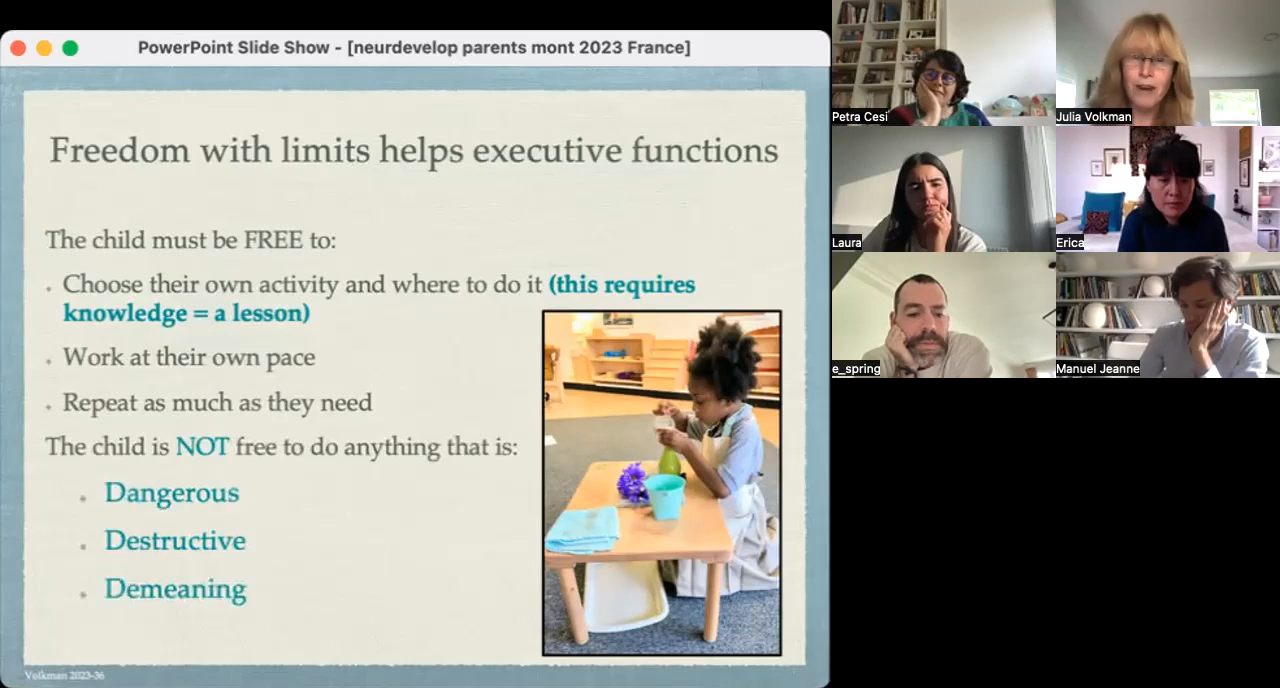 PowerPoint Slide Show - [neurdevelop parents mont 2023 France]
Freedom with limits helps executive functions
The child must be FREE to:
Choose their own activity and where to do it (this requires
knowledge = a lesson)
Work at their own pace
Repeat as much as they need
The child is NOT free to do anything that is:
Dangerous
Destructive
Demeaning
Volkman 2023-36
Petra Cesi
Julia Volkman
Laura
Erica
e_spring
Manuel Jeanne